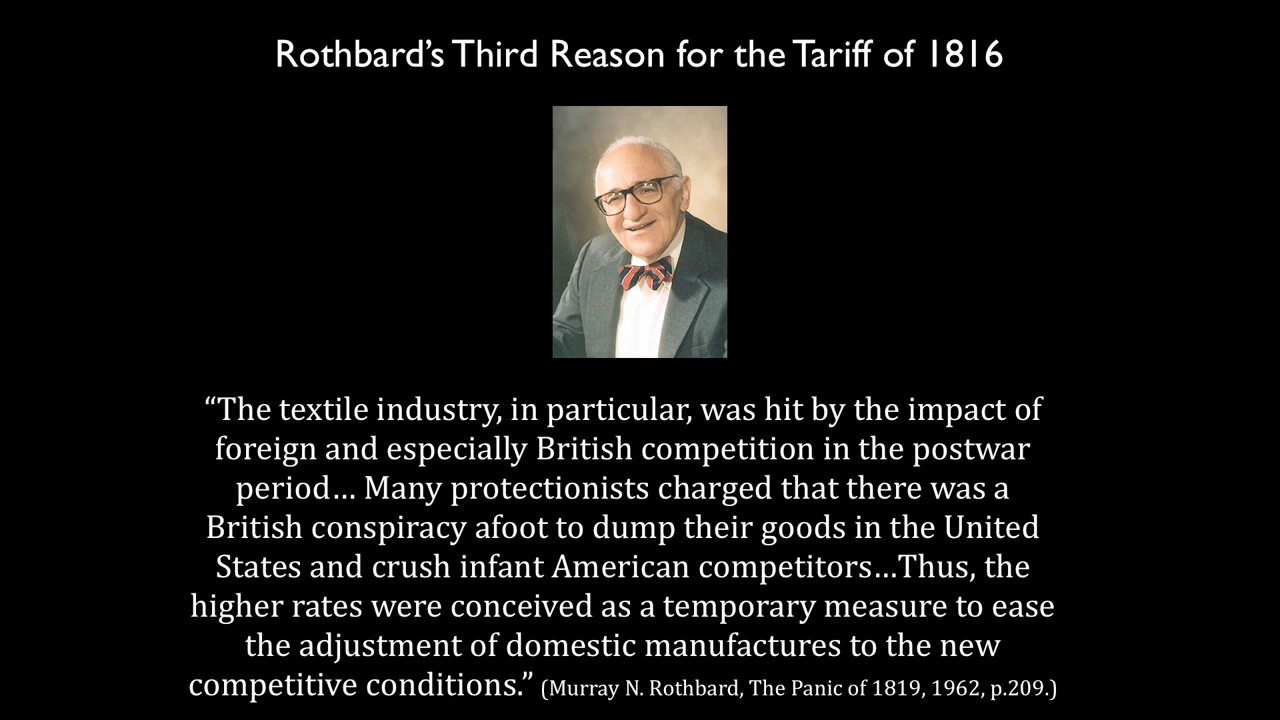 Rothbard’s Third Reason for the Tariff of 1816
“The textile industry, in particular, was hit by the impact of
foreign and especially British competition in the postwar
period… Many protectionists charged that there was a
British conspiracy afoot to dump their goods in the United
States and crush infant American competitors…Thus, the
higher rates were conceived as a temporary measure to ease
the adjustment of domestic manufactures to the new
competitive conditions.” (Murray N. Rothbard, The Panic of 1819, 1962, p.209.)